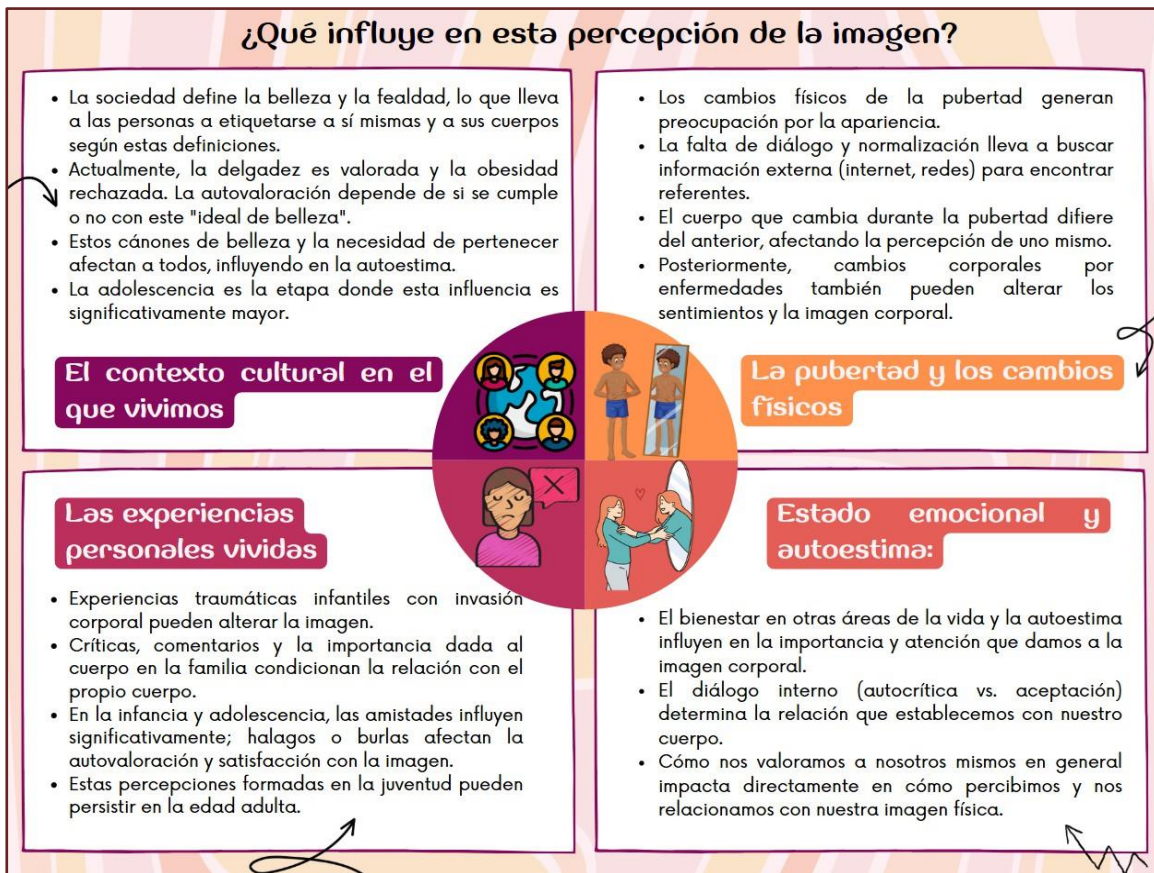 ¿Qué influye en esta percepción de la imagen?
• La sociedad define la belleza y la fealdad, lo que lleva
a las personas a etiquetarse a sí mismas y a sus cuerpos
según estas definiciones.
• Actualmente, la delgadez es valorada y la obesidad
rechazada. La autovaloración depende de si se cumple
o no con este "ideal de belleza".
• Estos cánones de belleza y la necesidad de pertenecer
afectan a todos, influyendo en la autoestima.
• La adolescencia es la etapa donde esta influencia es
significativamente mayor.
El contexto cultural en el
que vivimos
• Los cambios físicos de la pubertad generan
preocupación por la apariencia.
• La falta de diálogo y normalización lleva a buscar
información externa (internet, redes) para encontrar
referentes.
• El cuerpo que cambia durante la pubertad difiere
del anterior, afectando la percepción de uno mismo.
• Posteriormente, cambios corporales por
enfermedades también pueden alterar los
sentimientos y la imagen corporal.
La pubertad y los cambios
físicos
Las experiencias
personales vividas
• Experiencias traumáticas infantiles con invasión
corporal pueden alterar la imagen.
• Críticas, comentarios y la importancia dada al
cuerpo en la familia condicionan la relación con el
propio cuerpo.
• En la infancia y adolescencia, las amistades influyen
significativamente; halagos o burlas afectan la
autovaloración y satisfacción con la imagen.
• Estas percepciones formadas en la juventud pueden
persistir en la edad adulta.
Estado emocional y
autoestima:
• El bienestar en otras áreas de la vida y la autoestima
influyen en la importancia y atención que damos a la
imagen corporal.
• El diálogo interno (autocrítica vs. aceptación)
determina la relación que establecemos con nuestro
cuerpo.
• Cómo nos valoramos a nosotros mismos en general
impacta directamente en cómo percibimos y nos
relacionamos con nuestra imagen física.